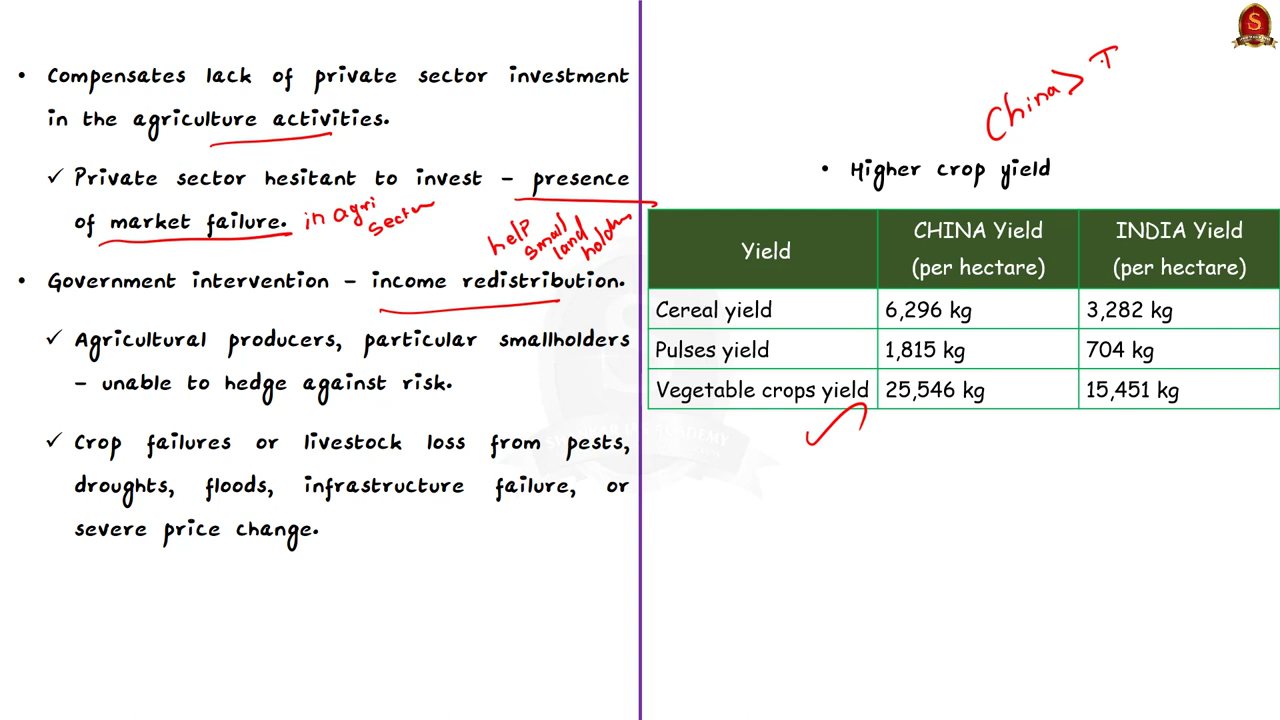 • Compensates lack of private sector investment
in the agriculture activities.
✓ Private sector hesitant to invest – presence
of market failure. in agri sector
help small land holders
• Government intervention – income redistribution.
✓ Agricultural producers, particular smallholders
– unable to hedge against risk.
✓ Crop failures or livestock loss from pests,
droughts, floods, infrastructure failure, or
severe price change.
S
China > I
• Higher crop yield
Yield CHINA Yield (per hectare) INDIA Yield (per hectare)
Cereal yield 6,296 kg 3,282 kg
Pulses yield 1,815 kg 704 kg
Vegetable crops yield 25,546 kg 15,451 kg